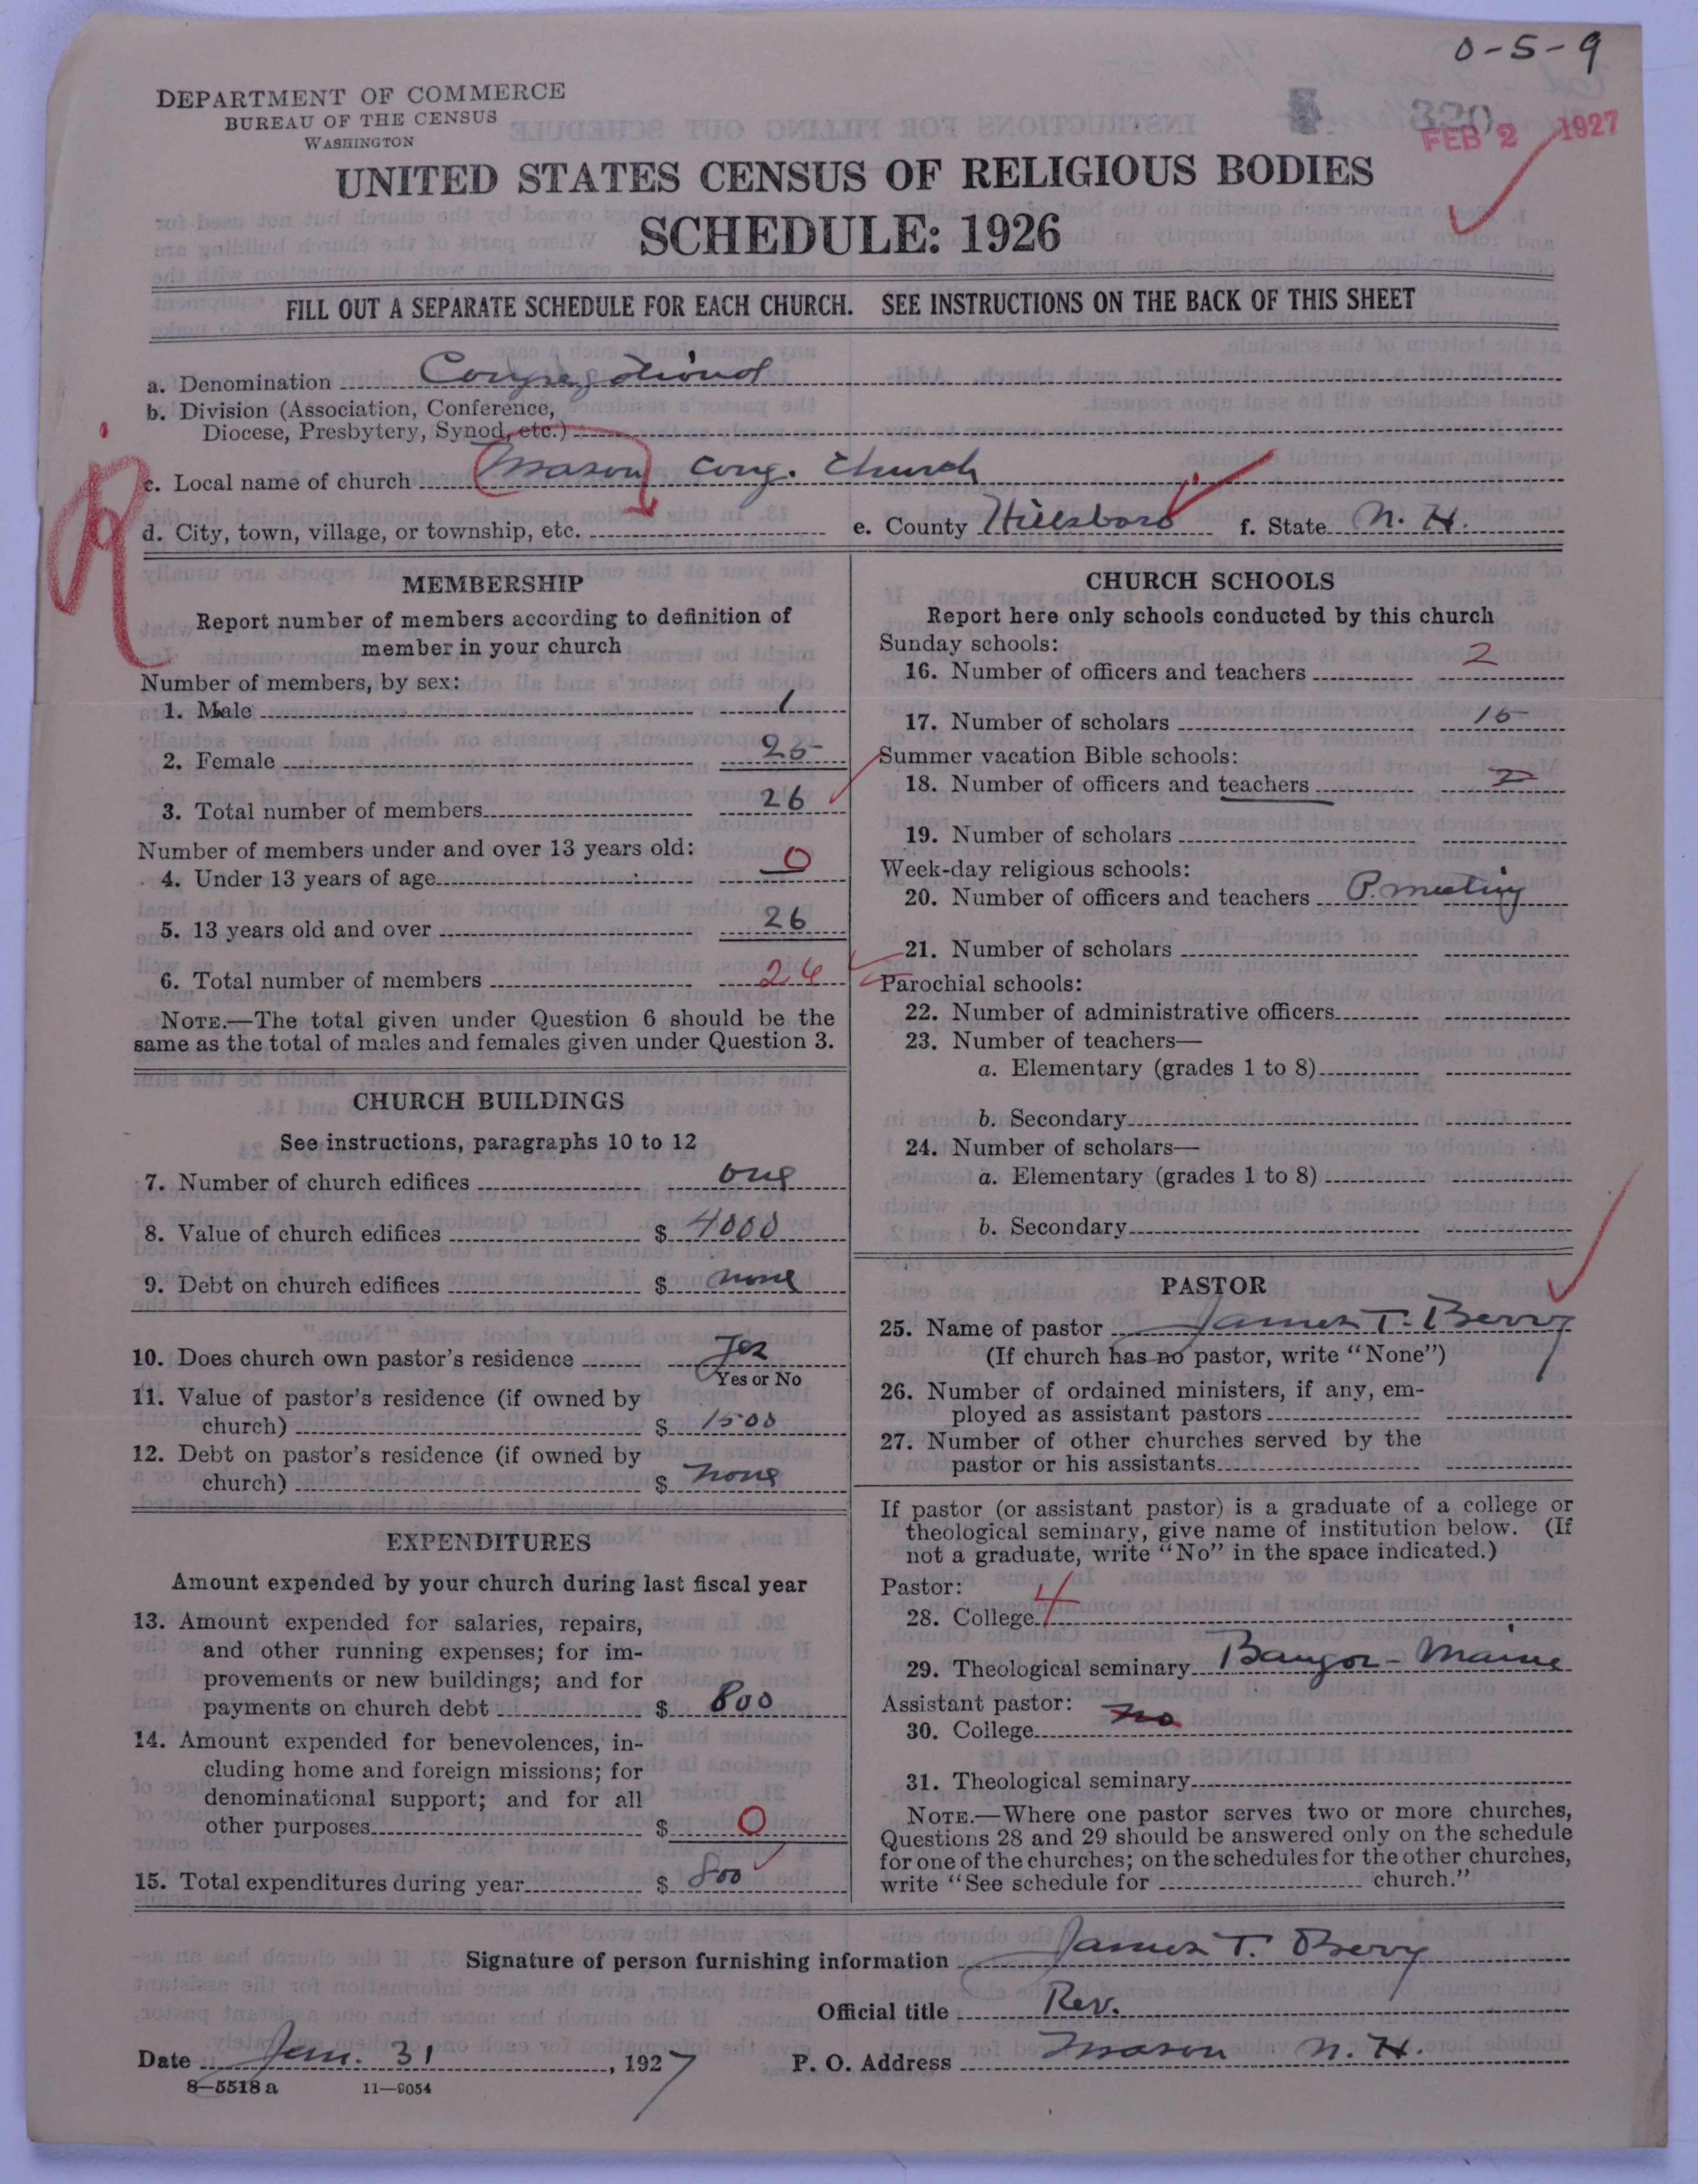 0-5-9
DEPARTMENT OF COMMERCE
BUREAU OF THE CENSUS
WASHINGTON
320
FEB 2 1927
UNITED STATES CENSUS OF RELIGIOUS BODIES
SCHEDULE: 1926
FILL OUT A SEPARATE SCHEDULE FOR EACH CHURCH. SEE INSTRUCTIONS ON THE BACK OF THIS SHEET
a. Denomination Congregational
b. Division (Association, Conference,
Diocese, Presbytery, Synod, etc.)
c. Local name of church Mason Cong. Church
d. City, town, village, or township, etc. e. County Hillsboro f. State N. H.
MEMBERSHIP
Report number of members according to definition of
member in your church
Number of members, by sex:
1. Male 1
2. Female 25
3. Total number of members 26
Number of members under and over 13 years old:
4. Under 13 years of age 0
5. 13 years old and over 26
6. Total number of members 26
NOTE.—The total given under Question 6 should be the
same as the total of males and females given under Question 3.
CHURCH BUILDINGS
See instructions, paragraphs 10 to 12
7. Number of church edifices one
8. Value of church edifices $ 4000
9. Debt on church edifices $ none
10. Does church own pastor's residence Yes
Yes or No
11. Value of pastor's residence (if owned by
church) $ 1500
12. Debt on pastor's residence (if owned by
church) $ none
EXPENDITURES
Amount expended by your church during last fiscal year
13. Amount expended for salaries, repairs,
and other running expenses; for im-
provements or new buildings; and for
payments on church debt $ 800
14. Amount expended for benevolences, in-
cluding home and foreign missions; for
denominational support; and for all
other purposes $ 0
15. Total expenditures during year $ 800
CHURCH SCHOOLS
Report here only schools conducted by this church
Sunday schools:
16. Number of officers and teachers 2
17. Number of scholars 15
Summer vacation Bible schools:
18. Number of officers and teachers 2
19. Number of scholars
Week-day religious schools:
20. Number of officers and teachers P. meeting
21. Number of scholars
Parochial schools:
22. Number of administrative officers
23. Number of teachers—
a. Elementary (grades 1 to 8)
b. Secondary
24. Number of scholars—
a. Elementary (grades 1 to 8)
b. Secondary
PASTOR
25. Name of pastor James T. Berry
(If church has no pastor, write "None")
26. Number of ordained ministers, if any, em-
ployed as assistant pastors
27. Number of other churches served by the
pastor or his assistants
If pastor (or assistant pastor) is a graduate of a college or
theological seminary, give name of institution below. (If
not a graduate, write "No" in the space indicated.)
Pastor:
28. College 4
29. Theological seminary Bangor - Maine
Assistant pastor:
30. College no
31. Theological seminary
NOTE.—Where one pastor serves two or more churches,
Questions 28 and 29 should be answered only on the schedule
for one of the churches; on the schedules for the other churches,
write "See schedule for church."
Signature of person furnishing information James T. Berry
Official title Rev.
Date Jan. 31, 1927 P. O. Address Mason N. H.
8—5518 a 11—9054